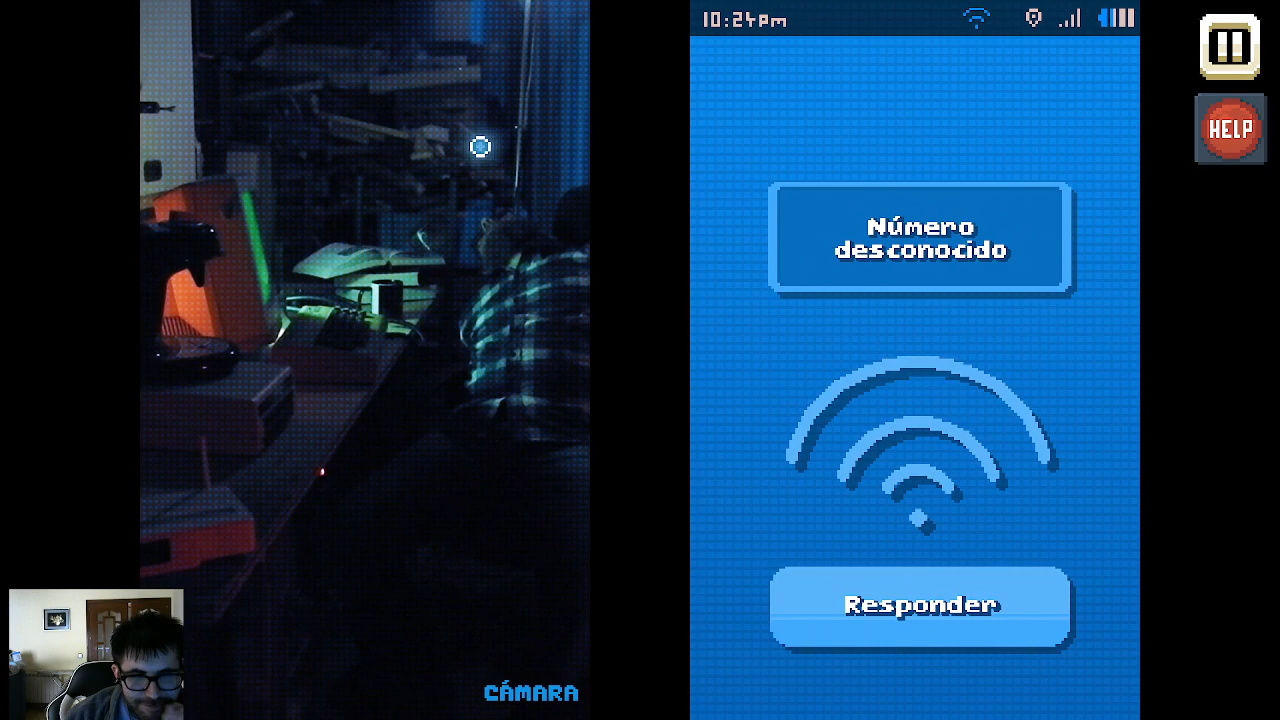 10:24pm
HELP
Número
desconocido
Responder
CÁMARA